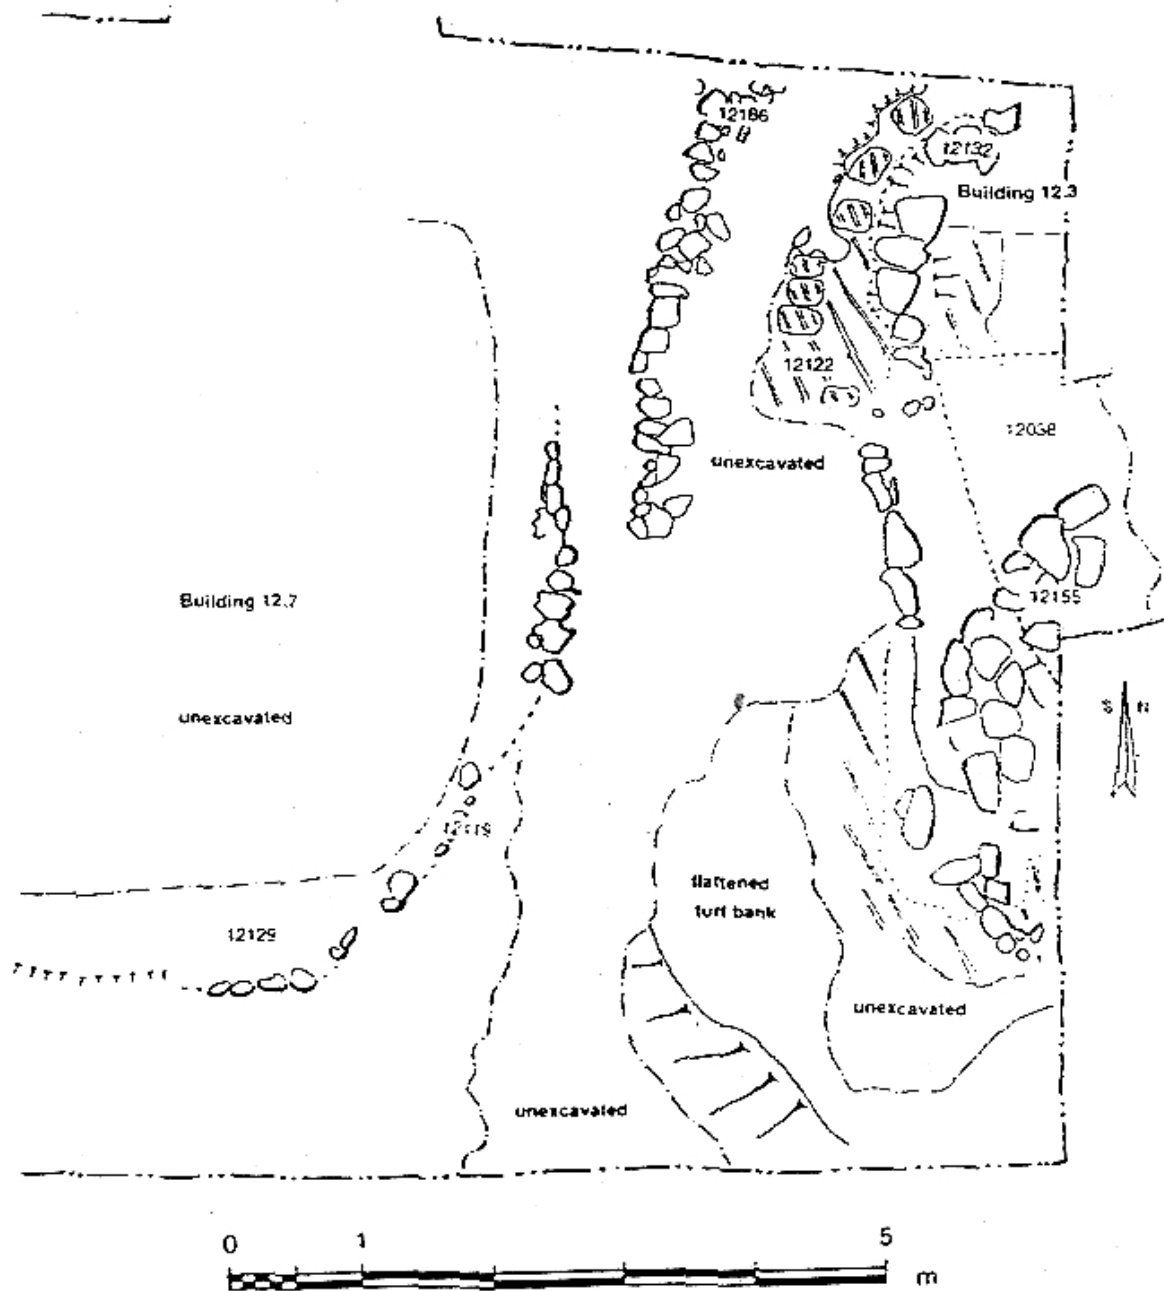 12186
12132
Building 12.3
12122
12038
unexcavated
Building 12.7
12155
unexcavated
S N
12119
flattened
turf bank
12129
unexcavated
unexcavated
0 1 5
m